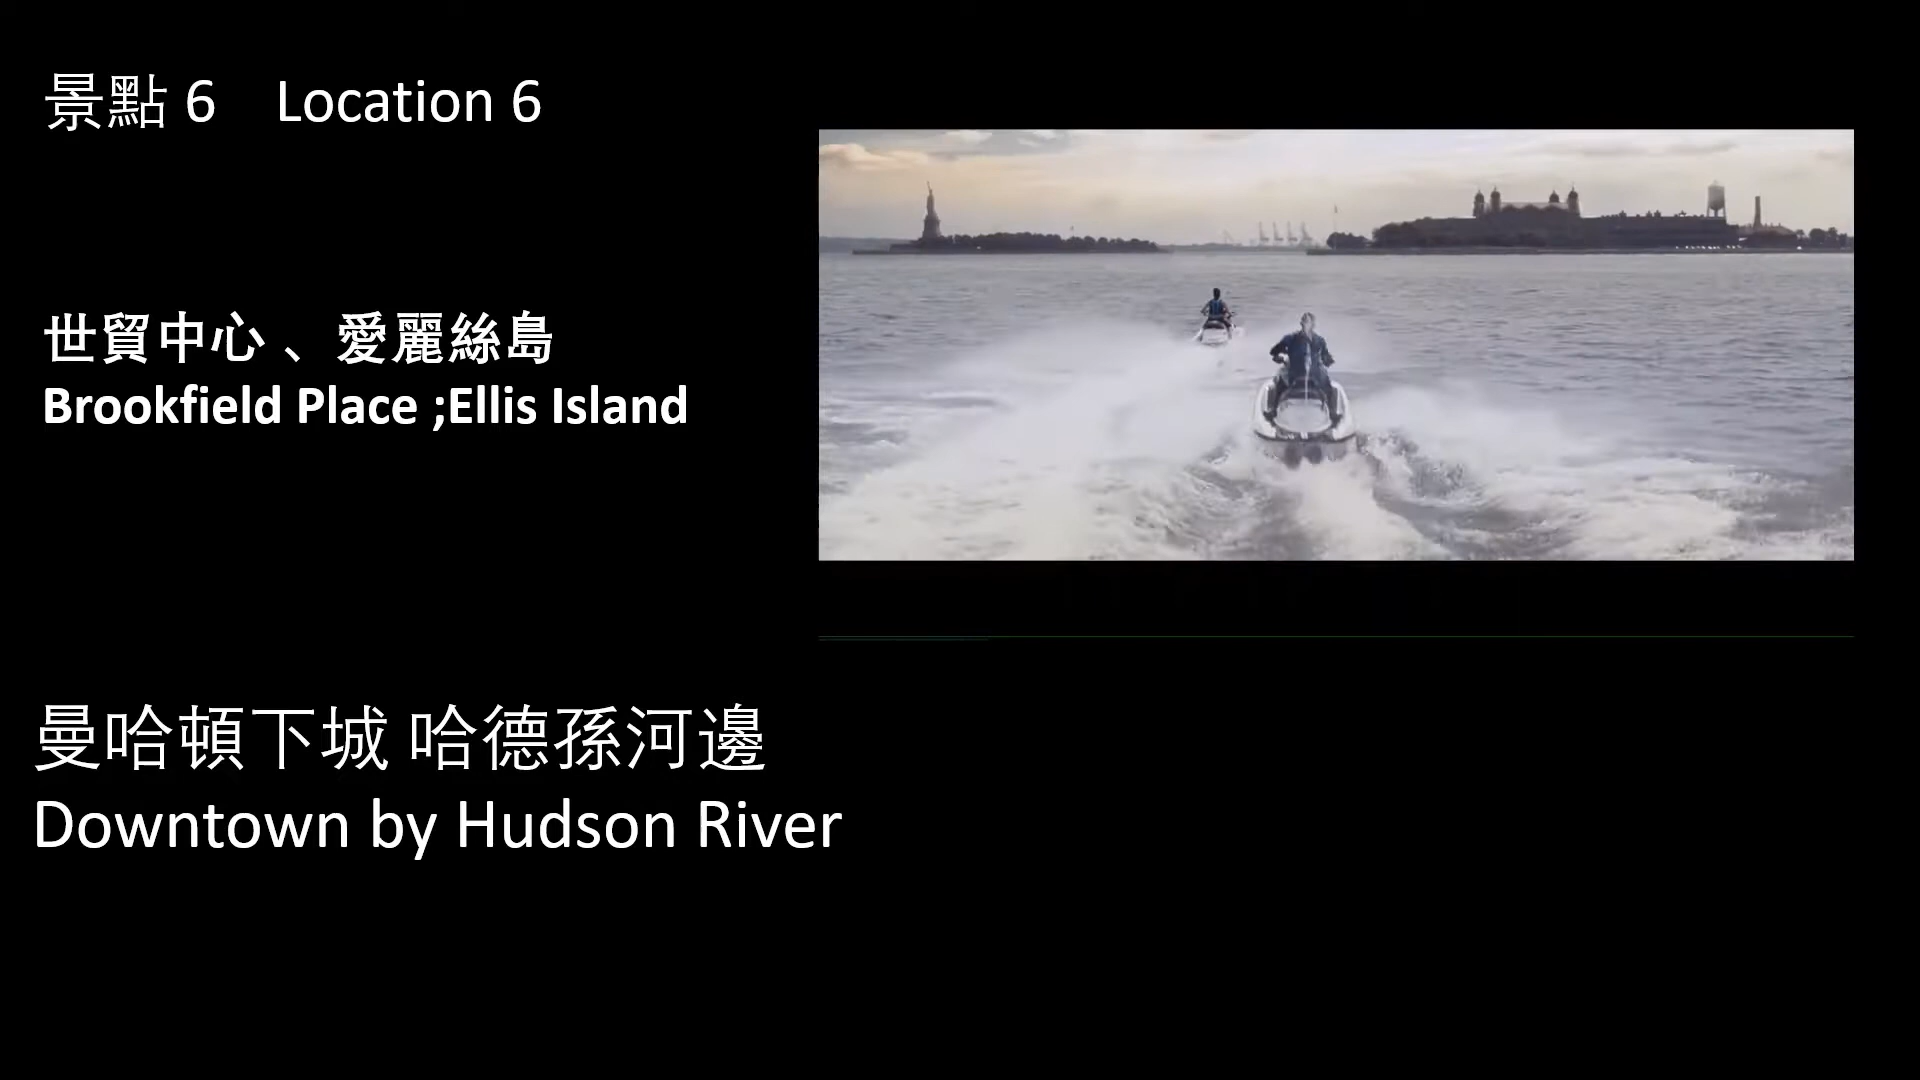 景點 6 Location 6
世貿中心 、愛麗絲島
Brookfield Place ;Ellis Island
曼哈頓下城 哈德孫河邊
Downtown by Hudson River